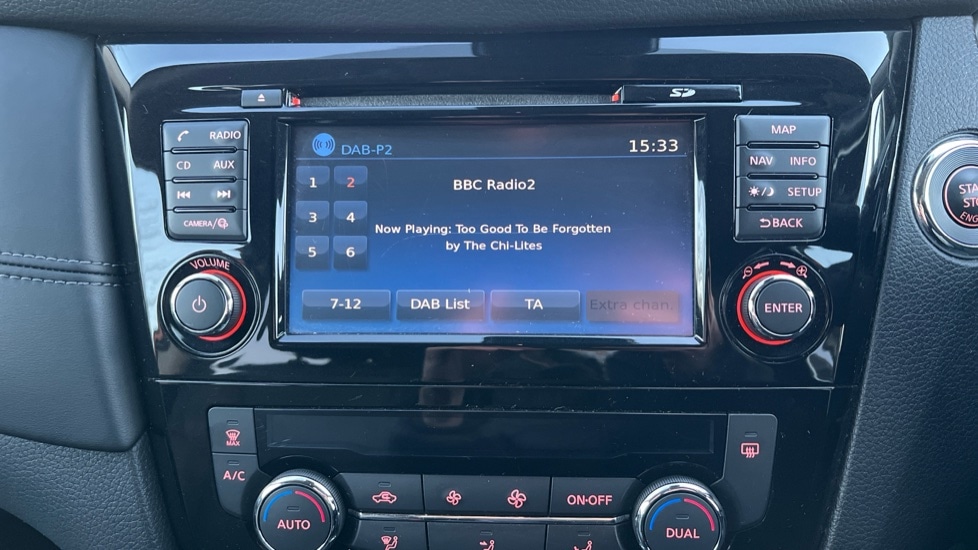 SD
RADIO
CD AUX
CAMERA/
VOLUME
DAB-P2 15:33
1 2
3 4
5 6
BBC Radio2
Now Playing: Too Good To Be Forgotten
by The Chi-Lites
7-12 DAB List TA Extra chan.
MAP
NAV INFO
SETUP
BACK
ENTER
MAX
A/C
AUTO
ON·OFF
DUAL